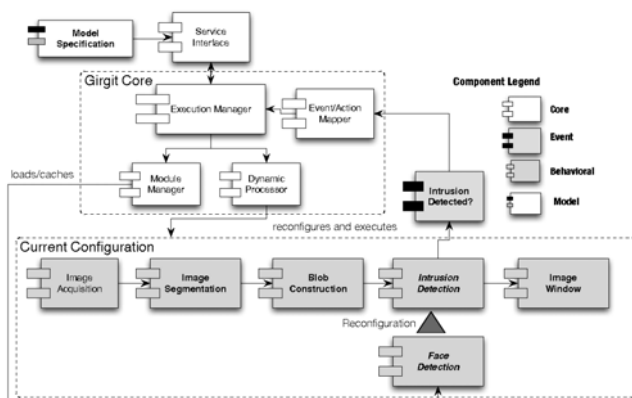 Model
Specification
Service
Interface
Girgit Core
Execution Manager
Event/Action
Mapper
Component Legend
Core
Event
Behavioral
Model
loads/caches
Module
Manager
Dynamic
Processor
Intrusion
Detected?
reconfigures and executes
Current Configuration
Image
Acquisition
Image
Segmentation
Blob
Construction
Intrusion
Detection
Image
Window
Reconfiguration
Face
Detection